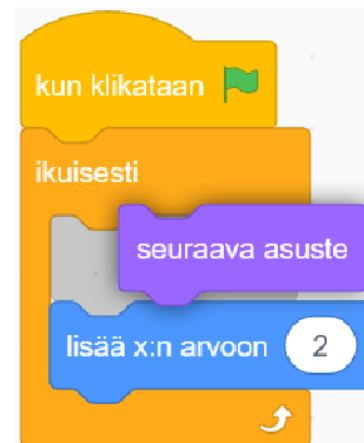 kun klikataan
ikuisesti
seuraava asuste
lisää x:n arvoon 2